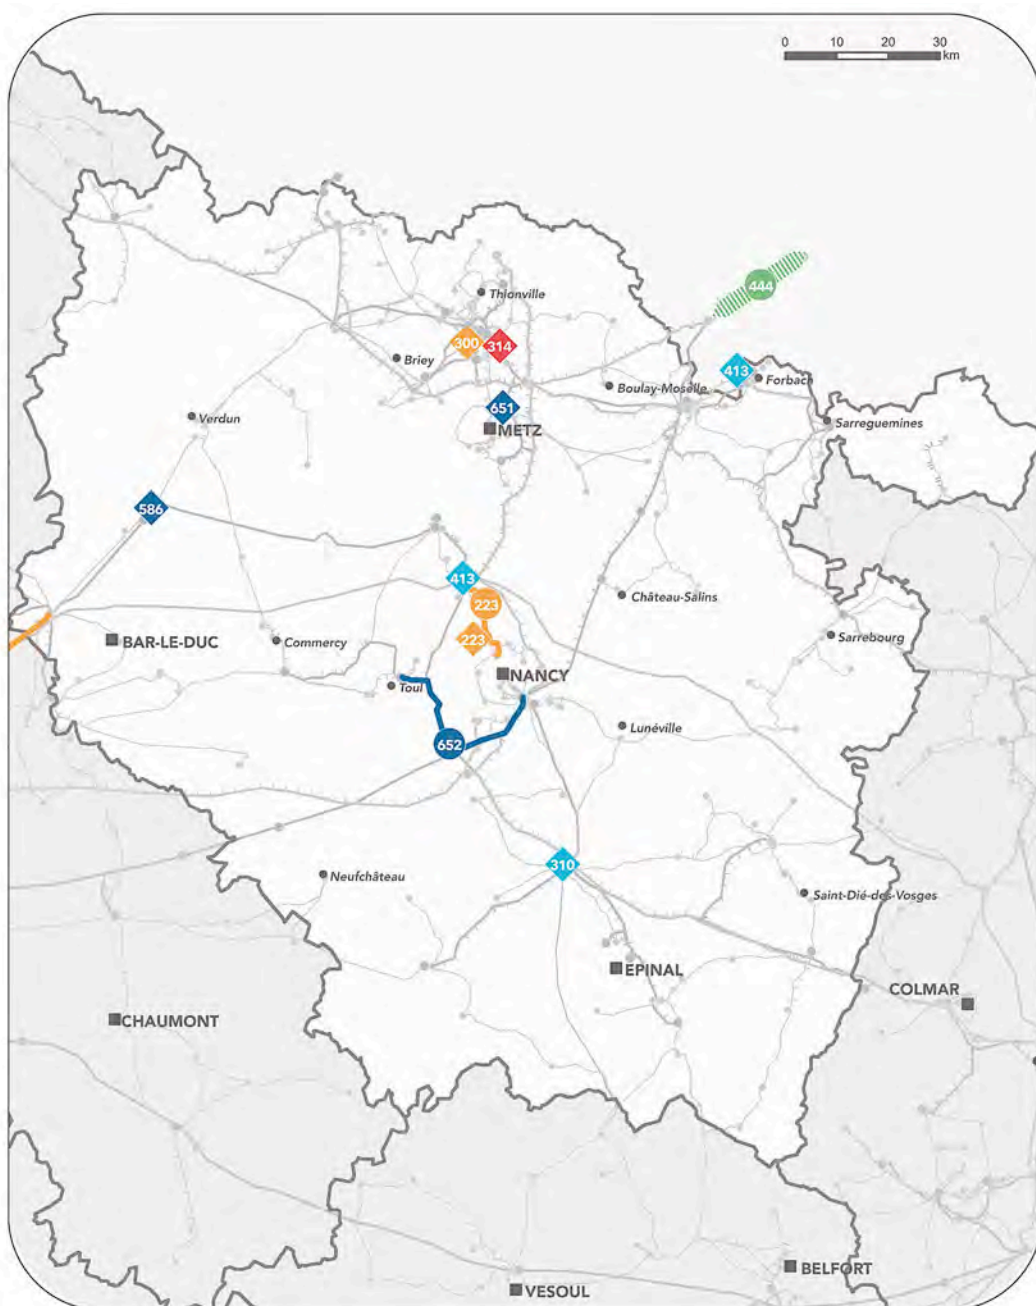 0 10 20 30
km
444
Thionville
300
314
Briey
413
Forbach
Boulay-Moselle
651
METZ
Verdun
Sarreguemines
586
413
Château-Salins
223
BAR-LE-DUC
Commercy
223
Sarrebourg
NANCY
Toul
Lunéville
652
310
Neufchâteau
Saint-Dié-des-Vosges
EPINAL
COLMAR
CHAUMONT
BELFORT
VESOUL